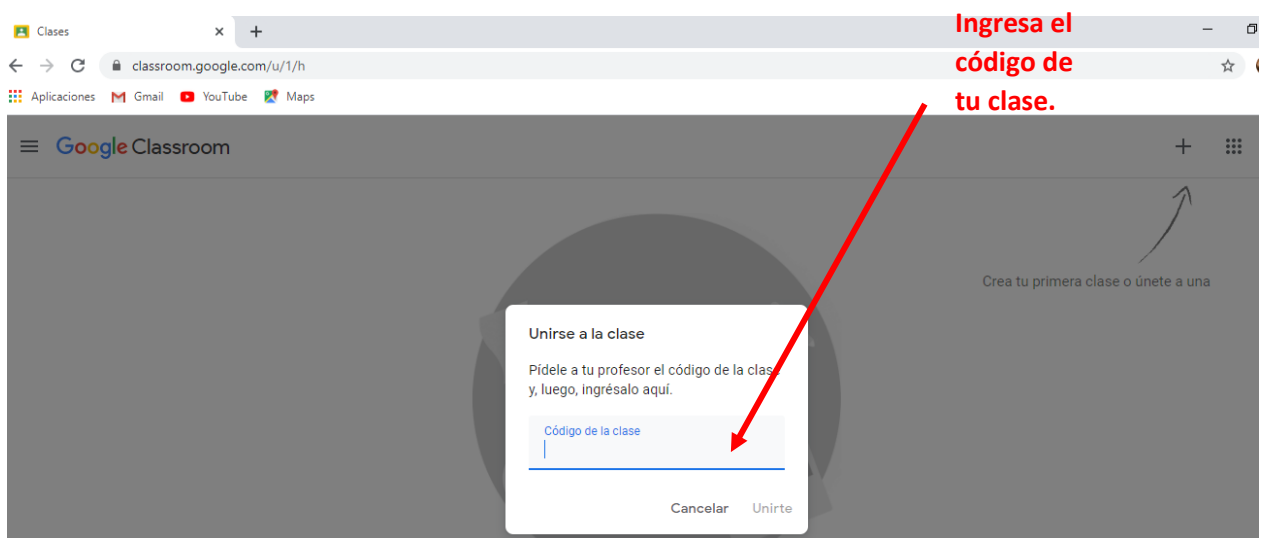 Clases
classroom.google.com/u/1/h
Aplicaciones Gmail YouTube Maps
Ingresa el
código de
tu clase.
Google Classroom
Crea tu primera clase o únete a una
Unirse a la clase
Pídele a tu profesor el código de la clase
y, luego, ingrésalo aquí.
Código de la clase
Cancelar Unirte